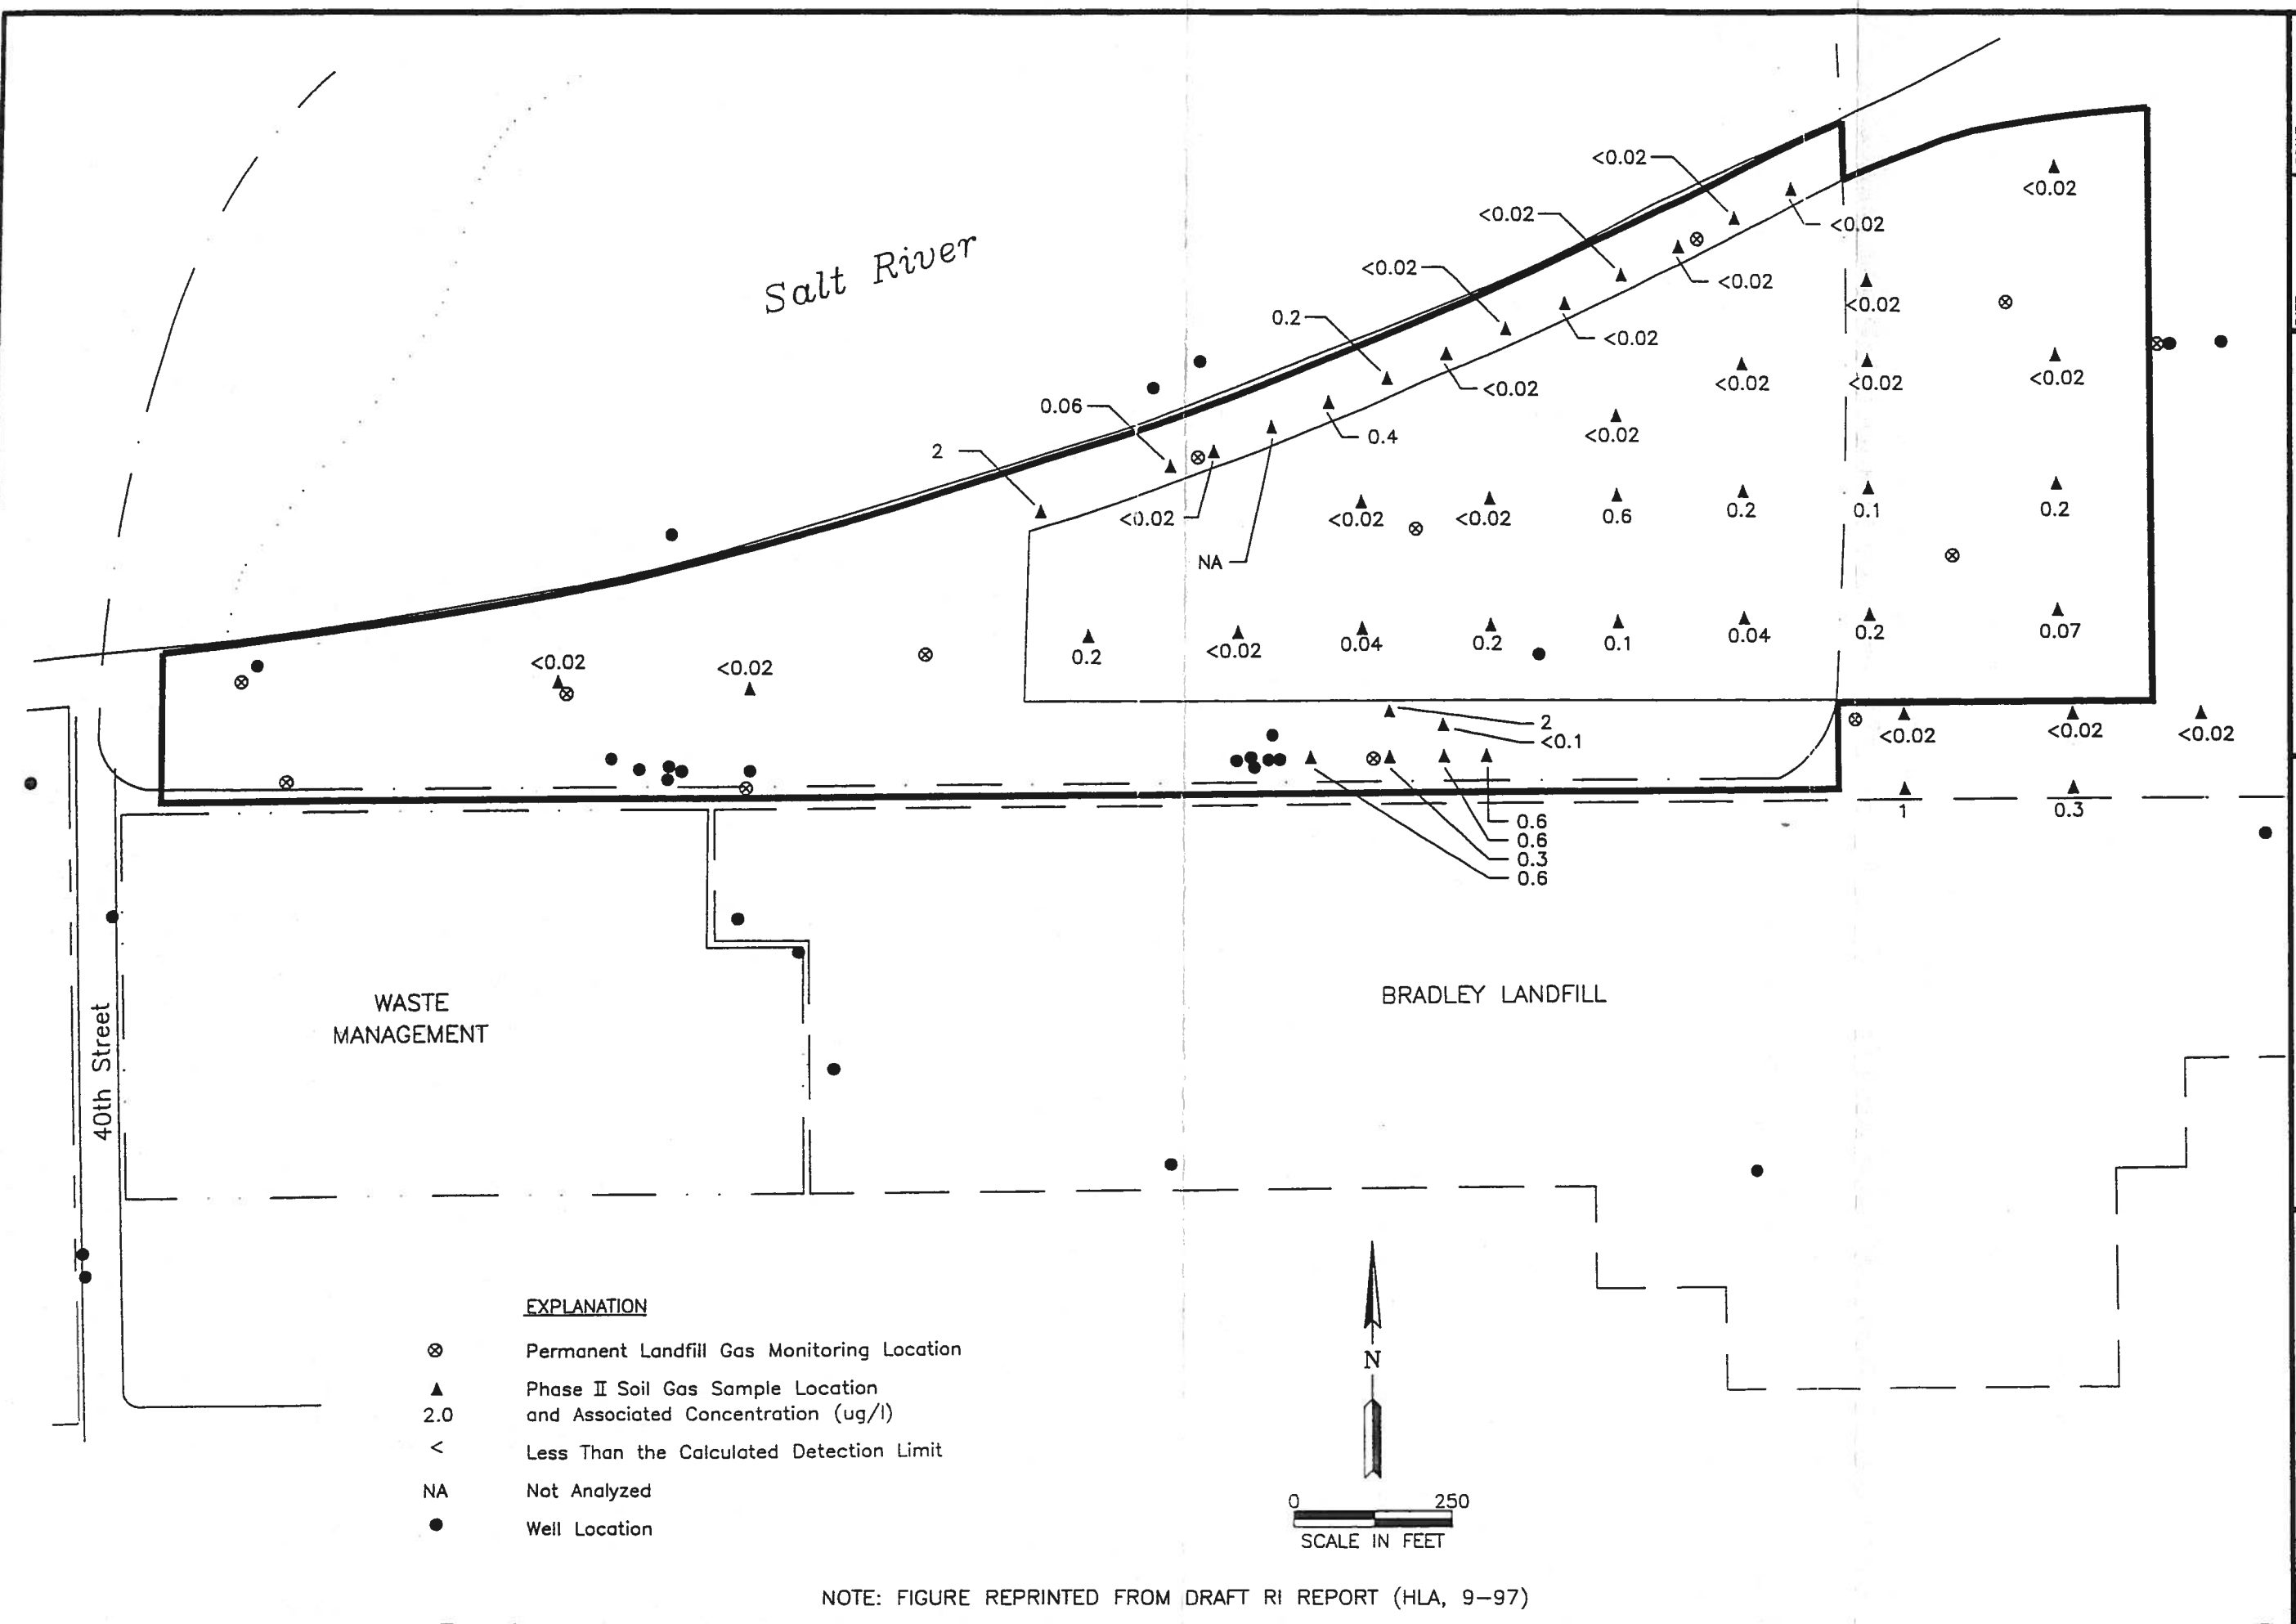 <0.02
<0.02
<0.02
<0.02
Salt River
<0.02
<0.02
<0.02
0.2
<0.02
<0.02
<0.02
<0.02
<0.02
<0.02
0.06
0.4
<0.02
2
<0.02
<0.02
<0.02
0.6
0.2
0.1
0.2
NA
0.2
<0.02
0.04
0.2
0.1
0.04
0.2
0.07
<0.02
<0.02
2
<0.1
<0.02
<0.02
<0.02
0.6
0.6
0.3
0.6
1
0.3
WASTE
MANAGEMENT
BRADLEY LANDFILL
40th Street
EXPLANATION
Permanent Landfill Gas Monitoring Location
Phase II Soil Gas Sample Location
2.0 and Associated Concentration (ug/l)
< Less Than the Calculated Detection Limit
NA Not Analyzed
Well Location
N
0 250
SCALE IN FEET
NOTE: FIGURE REPRINTED FROM DRAFT RI REPORT (HLA, 9-97)